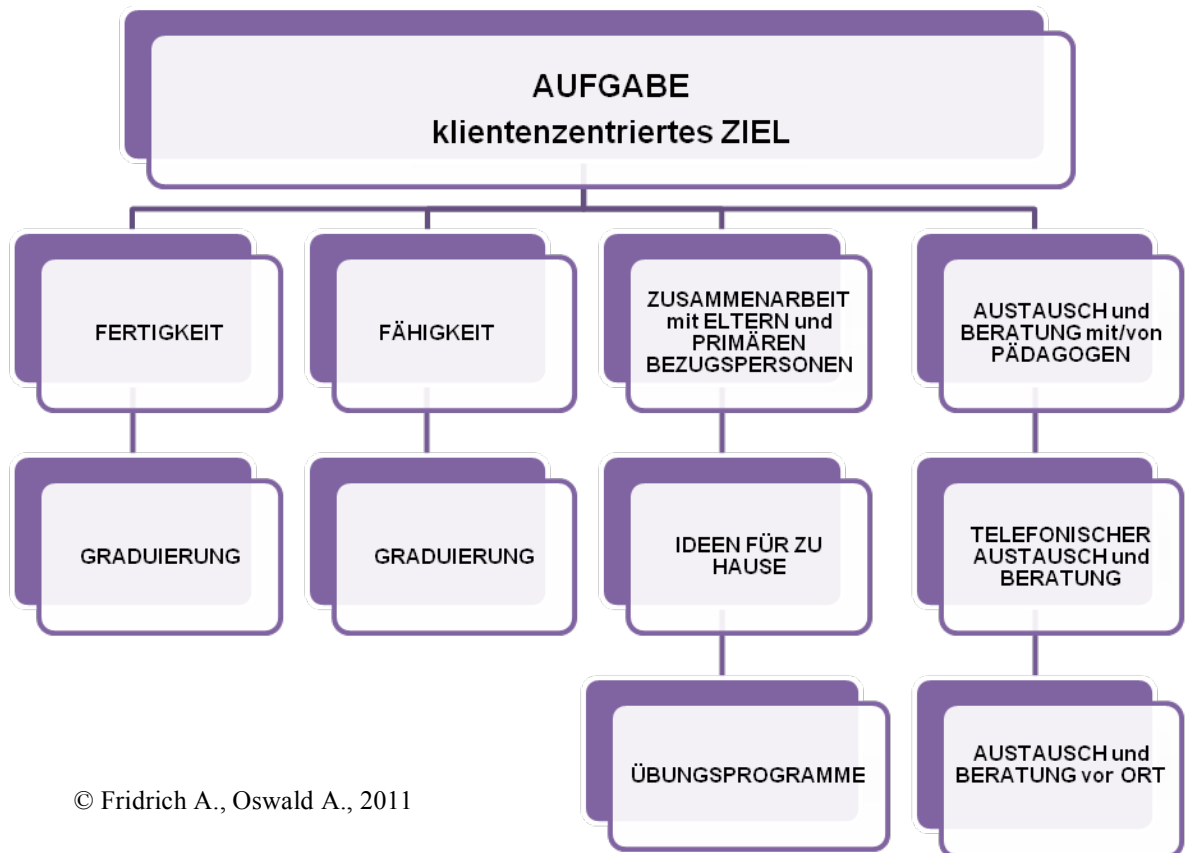 AUFGABE
klientenzentriertes ZIEL
FERTIGKEIT
FÄHIGKEIT
ZUSAMMENARBEIT
mit ELTERN und
PRIMÄREN
BEZUGSPERSONEN
AUSTAUSCH und
BERATUNG mit/von
PÄDAGOGEN
GRADUIERUNG
GRADUIERUNG
IDEEN FÜR ZU
HAUSE
TELEFONISCHER
AUSTAUSCH und
BERATUNG
ÜBUNGSPROGRAMME
AUSTAUSCH und
BERATUNG vor ORT
© Fridrich A., Oswald A., 2011